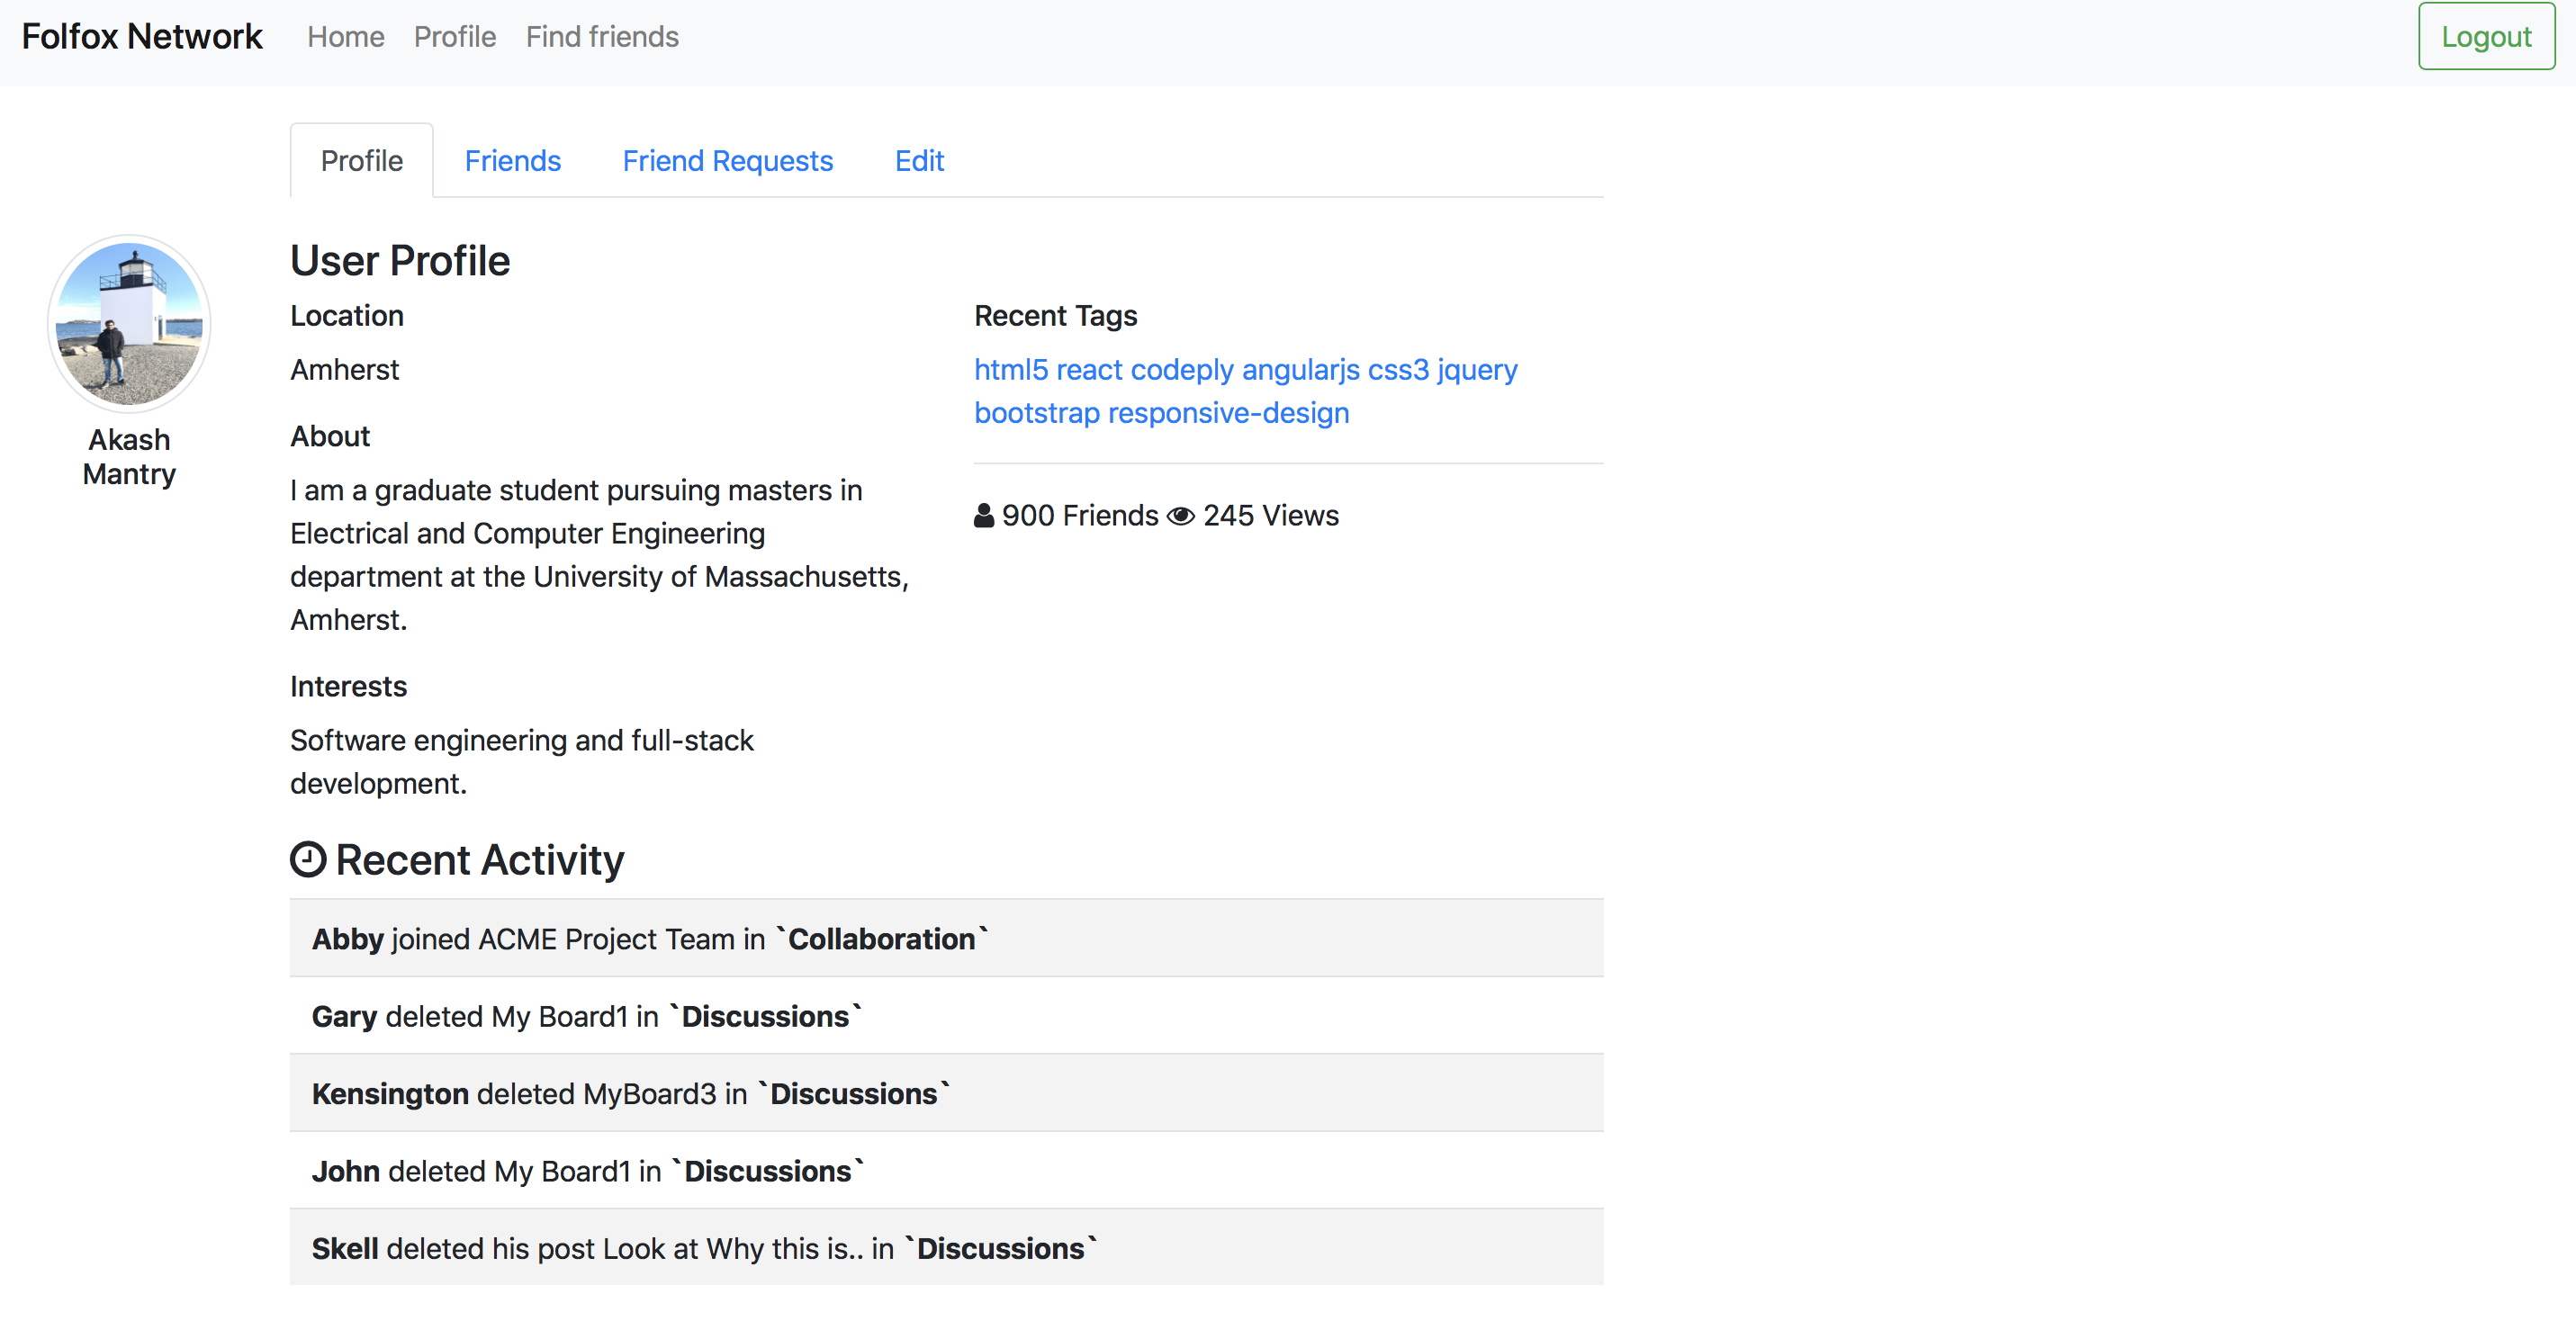 Folfox Network Home Profile Find friends Logout
Profile Friends Friend Requests Edit
Akash
Mantry
User Profile
Location
Amherst
About
I am a graduate student pursuing masters in
Electrical and Computer Engineering
department at the University of Massachusetts,
Amherst.
Interests
Software engineering and full-stack
development.
Recent Tags
html5 react codeply angularjs css3 jquery
bootstrap responsive-design
900 Friends 245 Views
Recent Activity
Abby joined ACME Project Team in `Collaboration`
Gary deleted My Board1 in `Discussions`
Kensington deleted MyBoard3 in `Discussions`
John deleted My Board1 in `Discussions`
Skell deleted his post Look at Why this is.. in `Discussions`